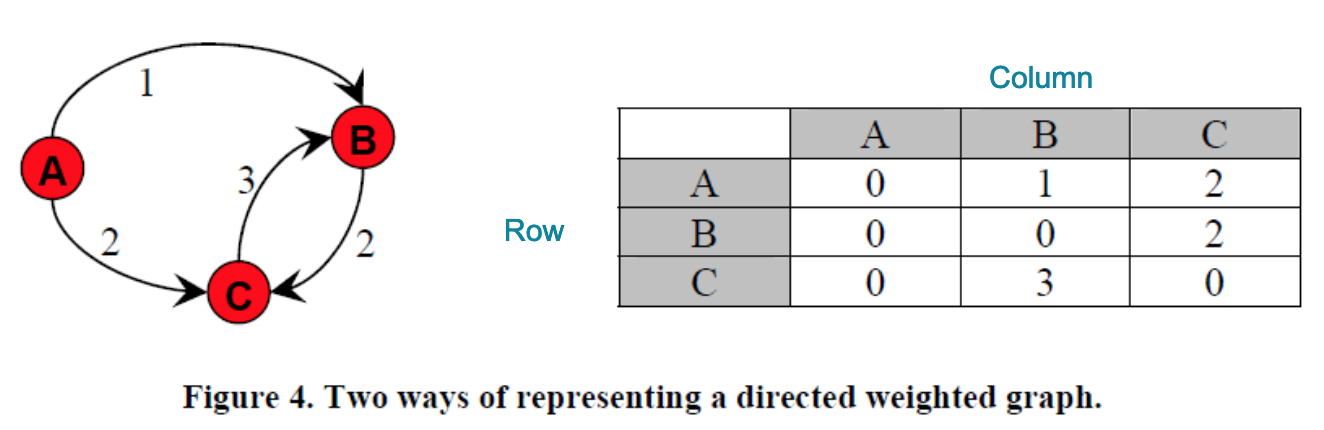 1
B
A
3
2
2
C
Column
A B C
A 0 1 2
Row
B 0 0 2
C 0 3 0
Figure 4. Two ways of representing a directed weighted graph.